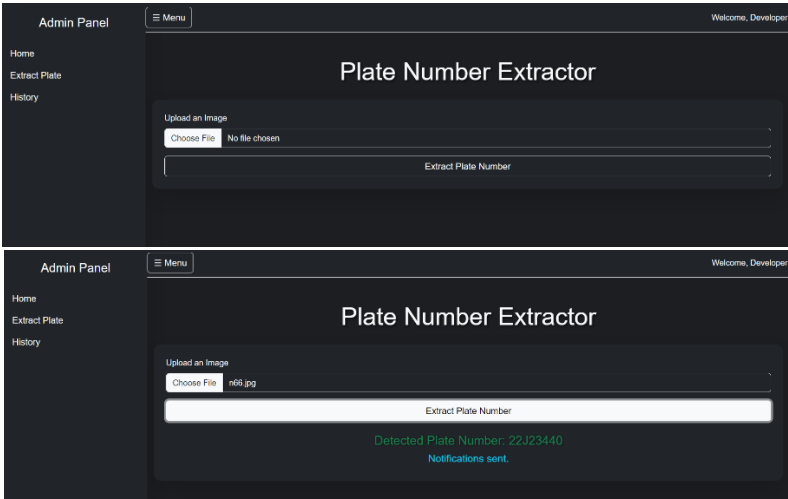 Admin Panel
☰ Menu
Welcome, Developer
Home
Extract Plate
History
Plate Number Extractor
Upload an Image
Choose File No file chosen
Extract Plate Number
Admin Panel
☰ Menu
Welcome, Developer
Home
Extract Plate
History
Plate Number Extractor
Upload an Image
Choose File n66.jpg
Extract Plate Number
Detected Plate Number: 22J23440
Notifications sent.